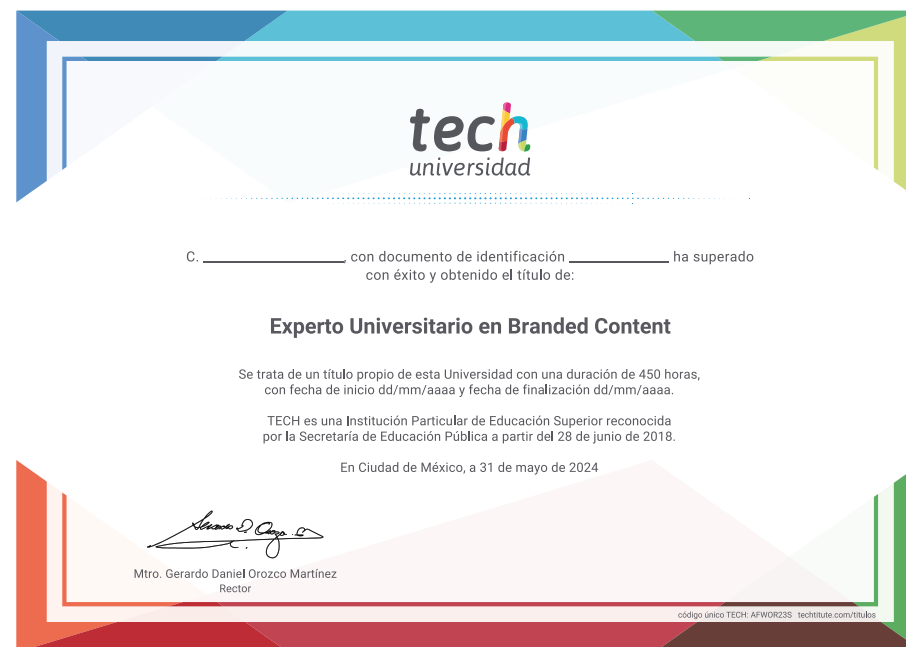 tech
universidad
C. ____________________, con documento de identificación ______________ ha superado
con éxito y obtenido el título de:
Experto Universitario en Branded Content
Se trata de un título propio de esta Universidad con una duración de 450 horas,
con fecha de inicio dd/mm/aaaa y fecha de finalización dd/mm/aaaa.
TECH es una Institución Particular de Educación Superior reconocida
por la Secretaría de Educación Pública a partir del 28 de junio de 2018.
En Ciudad de México, a 31 de mayo de 2024
Mtro. Gerardo Daniel Orozco Martínez
Rector
código único TECH: AFWOR23S techtitute.com/titulos